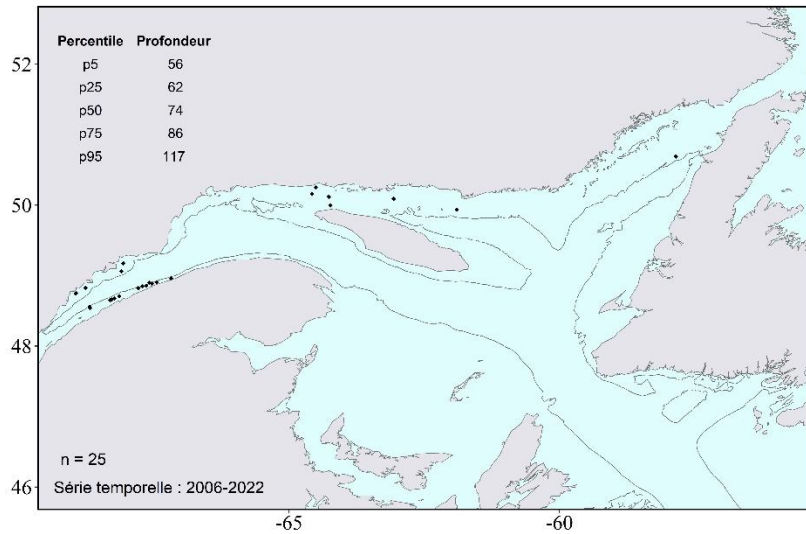 Percentile Profondeur
p5 56
p25 62
p50 74
p75 86
p95 117
52
50
48
46
n = 25
Série temporelle : 2006-2022
-65 -60